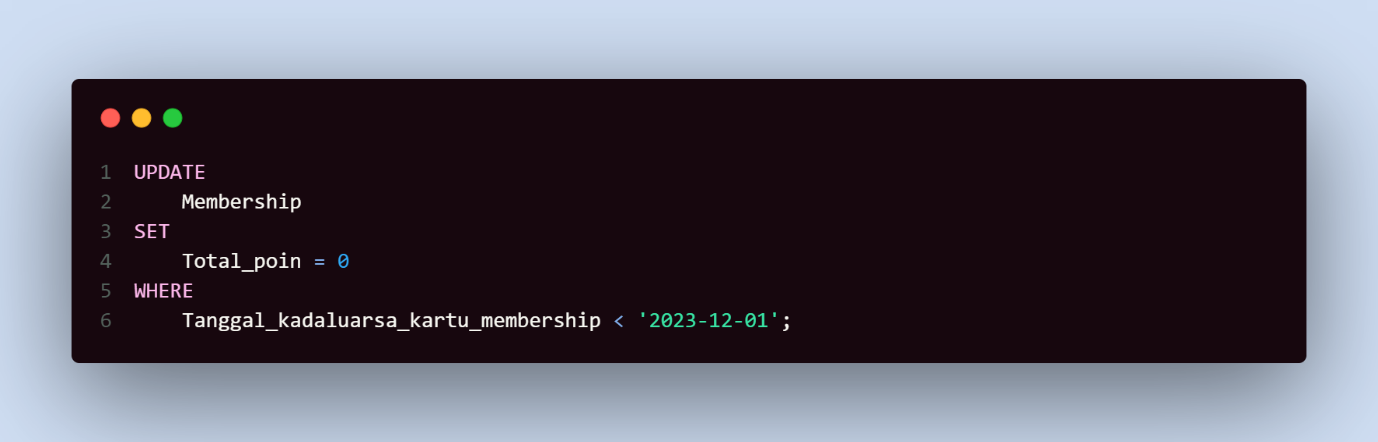 1 UPDATE
2     Membership
3 SET
4     Total_poin = 0
5 WHERE
6     Tanggal_kadaluarsa_kartu_membership < '2023-12-01';